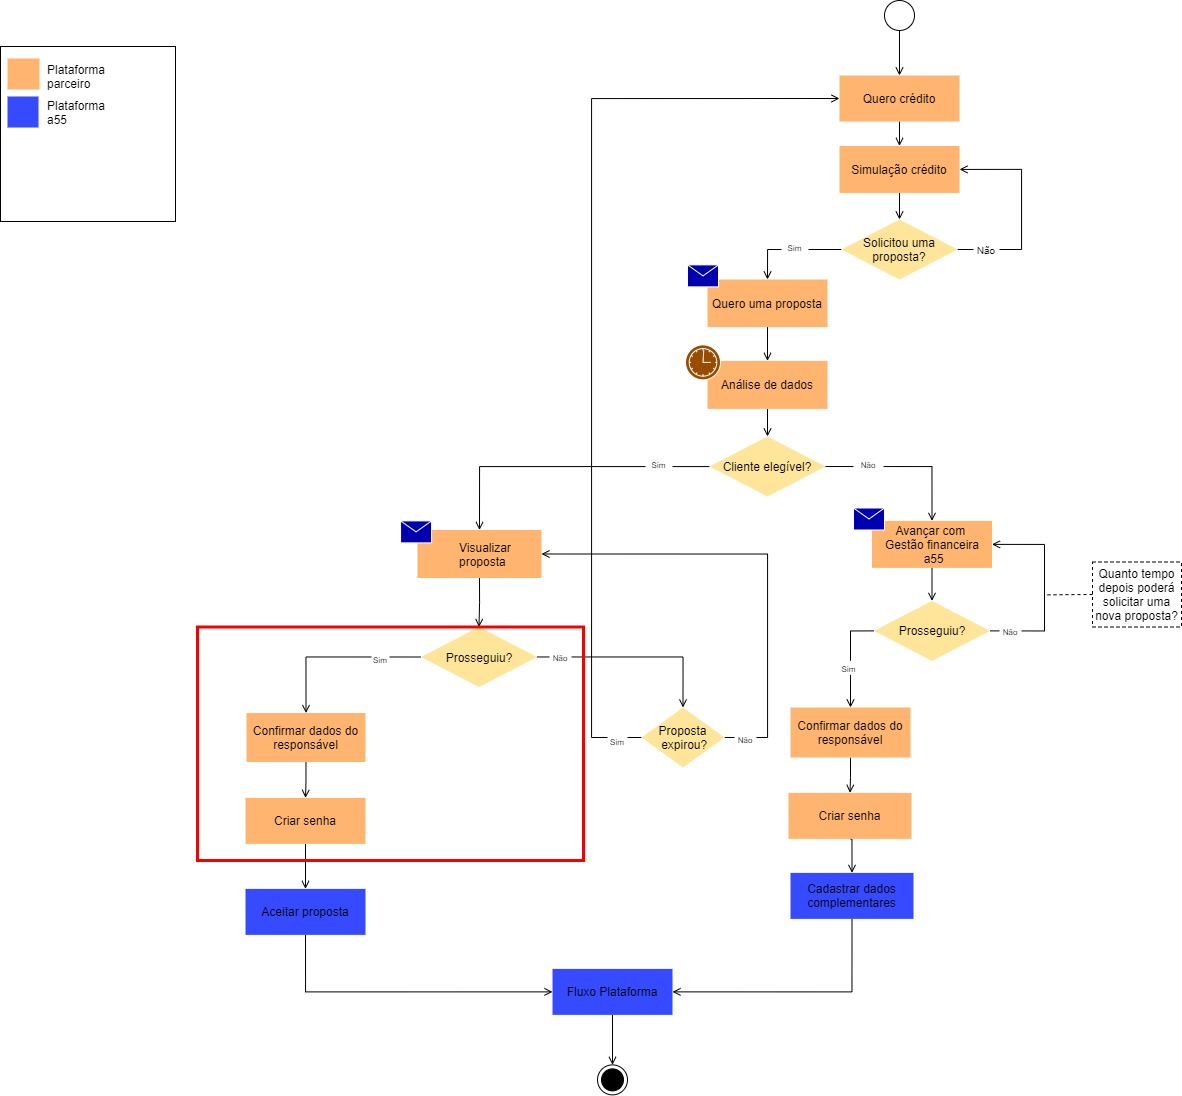 Plataforma
parceiro
Plataforma
a55
Quero crédito
Simulação crédito
Solicitou uma
proposta?
Sim
Não
Quero uma proposta
Análise de dados
Cliente elegível?
Sim
Não
Visualizar
proposta
Avançar com
Gestão financeira
a55
Quanto tempo
depois poderá
solicitar uma
nova proposta?
Prosseguiu?
Sim
Não
Prosseguiu?
Não
Sim
Confirmar dados do
responsável
Proposta
expirou?
Sim
Não
Confirmar dados do
responsável
Criar senha
Criar senha
Aceitar proposta
Cadastrar dados
complementares
Fluxo Plataforma